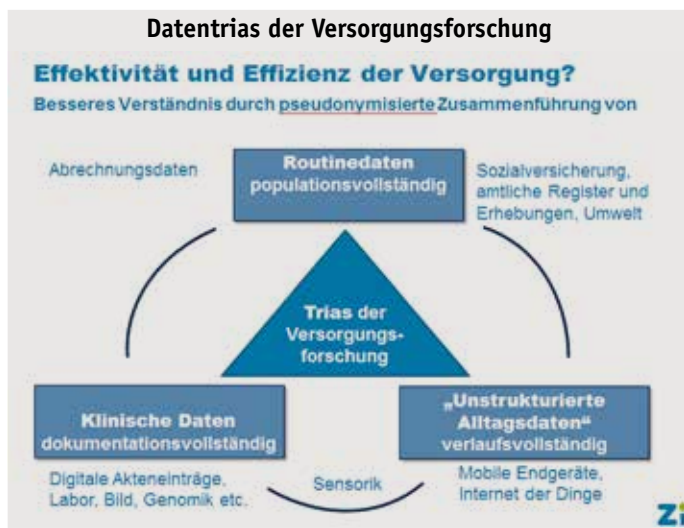 Datentrias der Versorgungsforschung
Effektivität und Effizienz der Versorgung?
Besseres Verständnis durch pseudonymisierte Zusammenführung von
Abrechnungsdaten
Routinedaten
populationsvollständig
Sozialversicherung,
amtliche Register und
Erhebungen, Umwelt
Trias der
Versorgungs-
forschung
Klinische Daten
dokumentationsvollständig
„Unstrukturierte
Alltagsdaten“
verlaufsvollständig
Digitale Akteneinträge,
Labor, Bild, Genomik etc.
Sensorik
Mobile Endgeräte,
Internet der Dinge
Zi